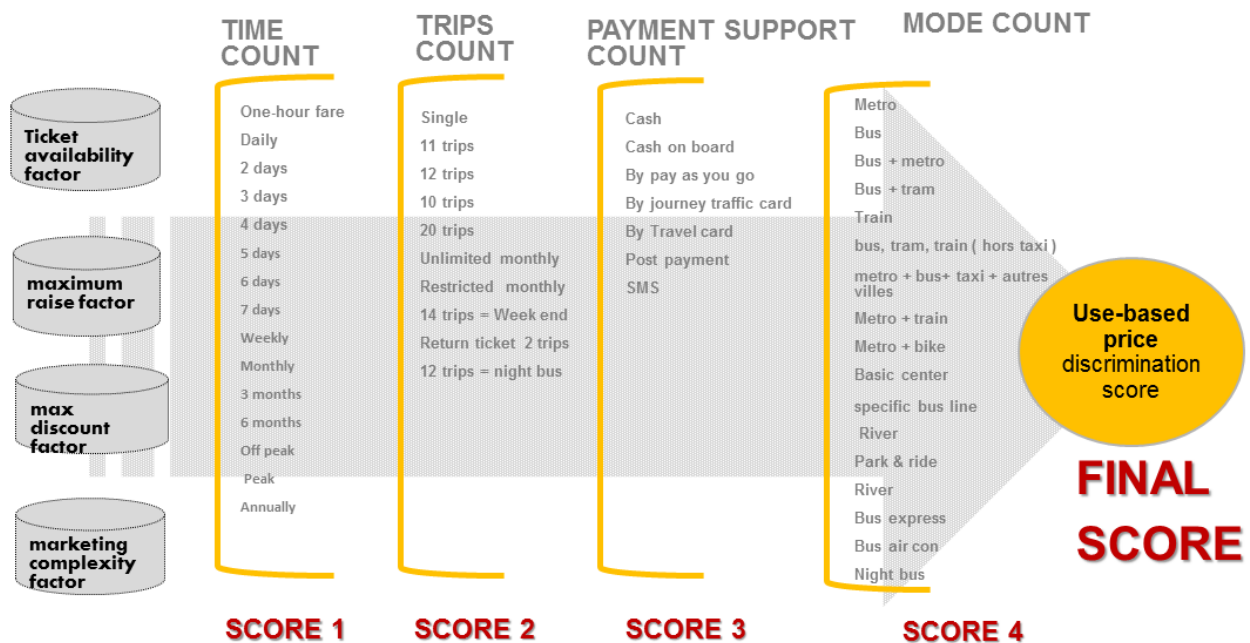 TIME
COUNT
TRIPS
COUNT
PAYMENT SUPPORT
COUNT
MODE COUNT
Ticket
availability
factor
maximum
raise factor
max
discount
factor
marketing
complexity
factor
One-hour fare
Daily
2 days
3 days
4 days
5 days
6 days
7 days
Weekly
Monthly
3 months
6 months
Off peak
Peak
Annually
Single
11 trips
12 trips
10 trips
20 trips
Unlimited monthly
Restricted monthly
14 trips = Week end
Return ticket 2 trips
12 trips = night bus
Cash
Cash on board
By pay as you go
By journey traffic card
By Travel card
Post payment
SMS
Metro
Bus
Bus + metro
Bus + tram
Train
bus, tram, train ( hors taxi )
metro + bus+ taxi + autres
villes
Metro + train
Metro + bike
Basic center
specific bus line
River
Park & ride
River
Bus express
Bus air con
Night bus
Use-based
price
discrimination
score
FINAL
SCORE
SCORE 1
SCORE 2
SCORE 3
SCORE 4